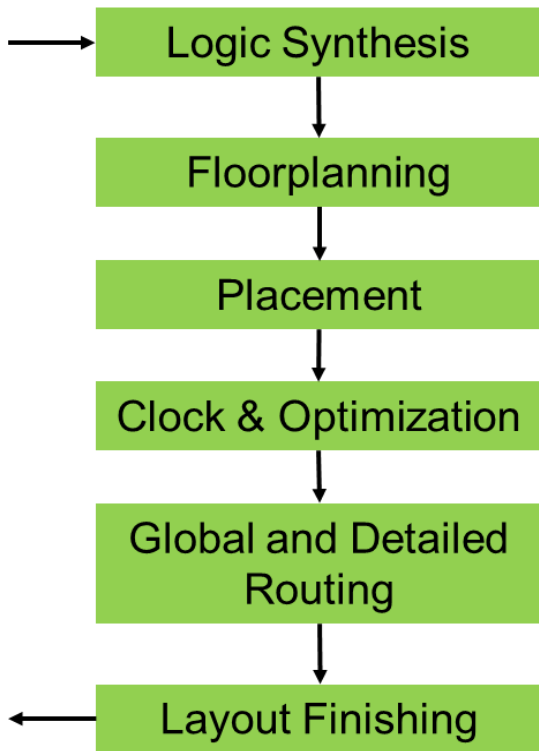 Logic Synthesis
Floorplanning
Placement
Clock & Optimization
Global and Detailed
Routing
Layout Finishing